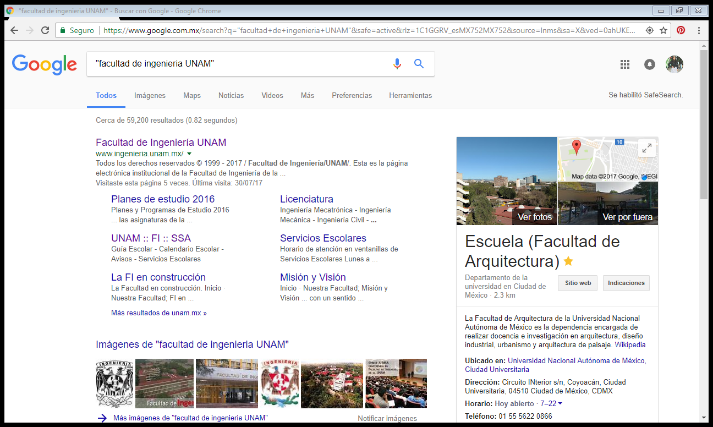 "facultad de ingenieria UNAM" - Buscar con Google - Google Chrome
Seguro https://www.google.com.mx/search?q="facultad+de+ingenieria+UNAM"&safe=active&rlz=1C1GGRV_esMX752MX752&source=lnms&sa=X&ved=0ahUKE...
Google
"facultad de ingenieria UNAM"
Todos Imágenes Maps Noticias Videos Más Preferencias Herramientas
Se habilitó SafeSearch.
Cerca de 59,200 resultados (0.82 segundos)
Facultad de Ingeniería UNAM
www.ingenieria.unam.mx/
Todos los derechos reservados © 1999 - 2017 / Facultad de Ingeniería/UNAM/. Esta es la página
electrónica institucional de la Facultad de Ingeniería de la ...
Visitaste esta página 5 veces. Última visita: 30/07/17
Planes de estudio 2016
Planes y Programas de Estudio 2016
... las asignaturas de la ...
Licenciatura
Ingeniería Mecatrónica - Ingeniería
Mecánica - Ingeniería Civil - ...
UNAM :: FI :: SSA
Guía Escolar - Calendario Escolar -
Avisos - Servicios Escolares
Servicios Escolares
Horario de atención en ventanillas de
Servicios Escolares Lunes a ...
La FI en construcción
La Facultad en construcción. Inicio ·
Nuestra Facultad; FI en ...
Misión y Visión
Inicio · Nuestra Facultad; Misión y
Visión ... con un sentido ...
Más resultados de unam.mx »
Imágenes de "facultad de ingenieria UNAM"
INGENIERIA
Facultad de Inge
INGENIERIA
Más imágenes de "facultad de ingenieria UNAM"
Notificar imágenes
Map data ©2017 Google, INEGI
Ver fotos
Ver por fuera
Escuela (Facultad de
Arquitectura)
Departamento de la
universidad en Ciudad de
México · 2.3 km
Sitio web
Indicaciones
La Facultad de Arquitectura de la Universidad Nacional
Autónoma de México es la dependencia encargada de
realizar docencia e investigación en arquitectura, diseño
industrial, urbanismo y arquitectura de paisaje. Wikipedia
Ubicado en: Universidad Nacional Autónoma de México,
Ciudad Universitaria
Dirección: Circuito INterior s/n, Coyoacán, Ciudad
Universitaria, 04510 Ciudad de México, CDMX
Horario: Hoy abierto · 7–22
Teléfono: 01 55 5622 0866